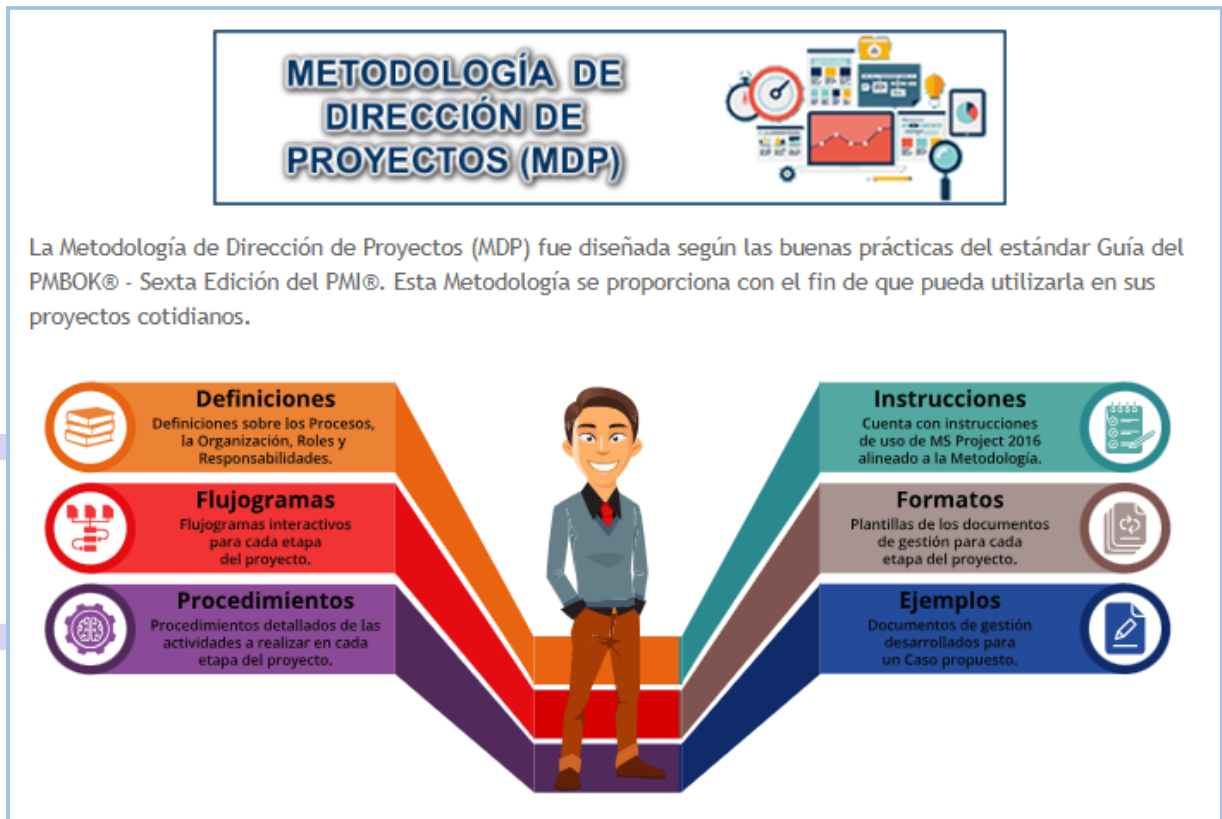 METODOLOGÍA DE
DIRECCIÓN DE
PROYECTOS (MDP)
La Metodología de Dirección de Proyectos (MDP) fue diseñada según las buenas prácticas del estándar Guía del
PMBOK® - Sexta Edición del PMI®. Esta Metodología se proporciona con el fin de que pueda utilizarla en sus
proyectos cotidianos.
Definiciones
Definiciones sobre los Procesos,
la Organización, Roles y
Responsabilidades.
Flujogramas
Flujogramas interactivos
para cada etapa
del proyecto.
Procedimientos
Procedimientos detallados de las
actividades a realizar en cada
etapa del proyecto.
Instrucciones
Cuenta con instrucciones
de uso de MS Project 2016
alineado a la Metodología.
Formatos
Plantillas de los documentos
de gestión para cada
etapa del proyecto.
Ejemplos
Documentos de gestión
desarrollados para
un Caso propuesto.